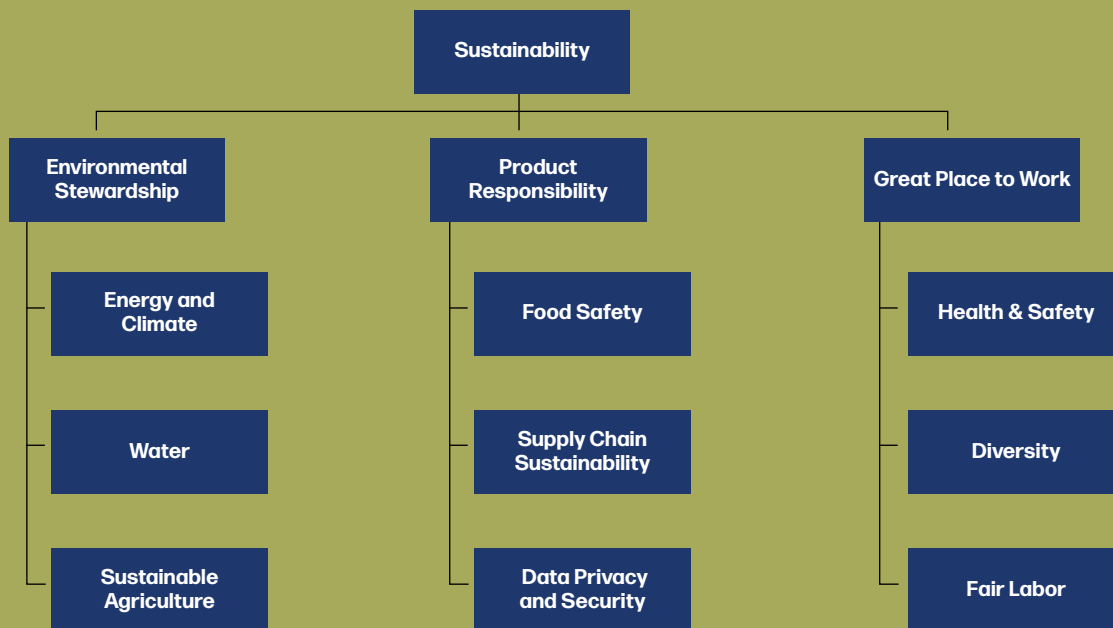 Sustainability
Environmental
Stewardship
Product
Responsibility
Great Place to Work
Energy and
Climate
Food Safety
Health & Safety
Water
Supply Chain
Sustainability
Diversity
Sustainable
Agriculture
Data Privacy
and Security
Fair Labor